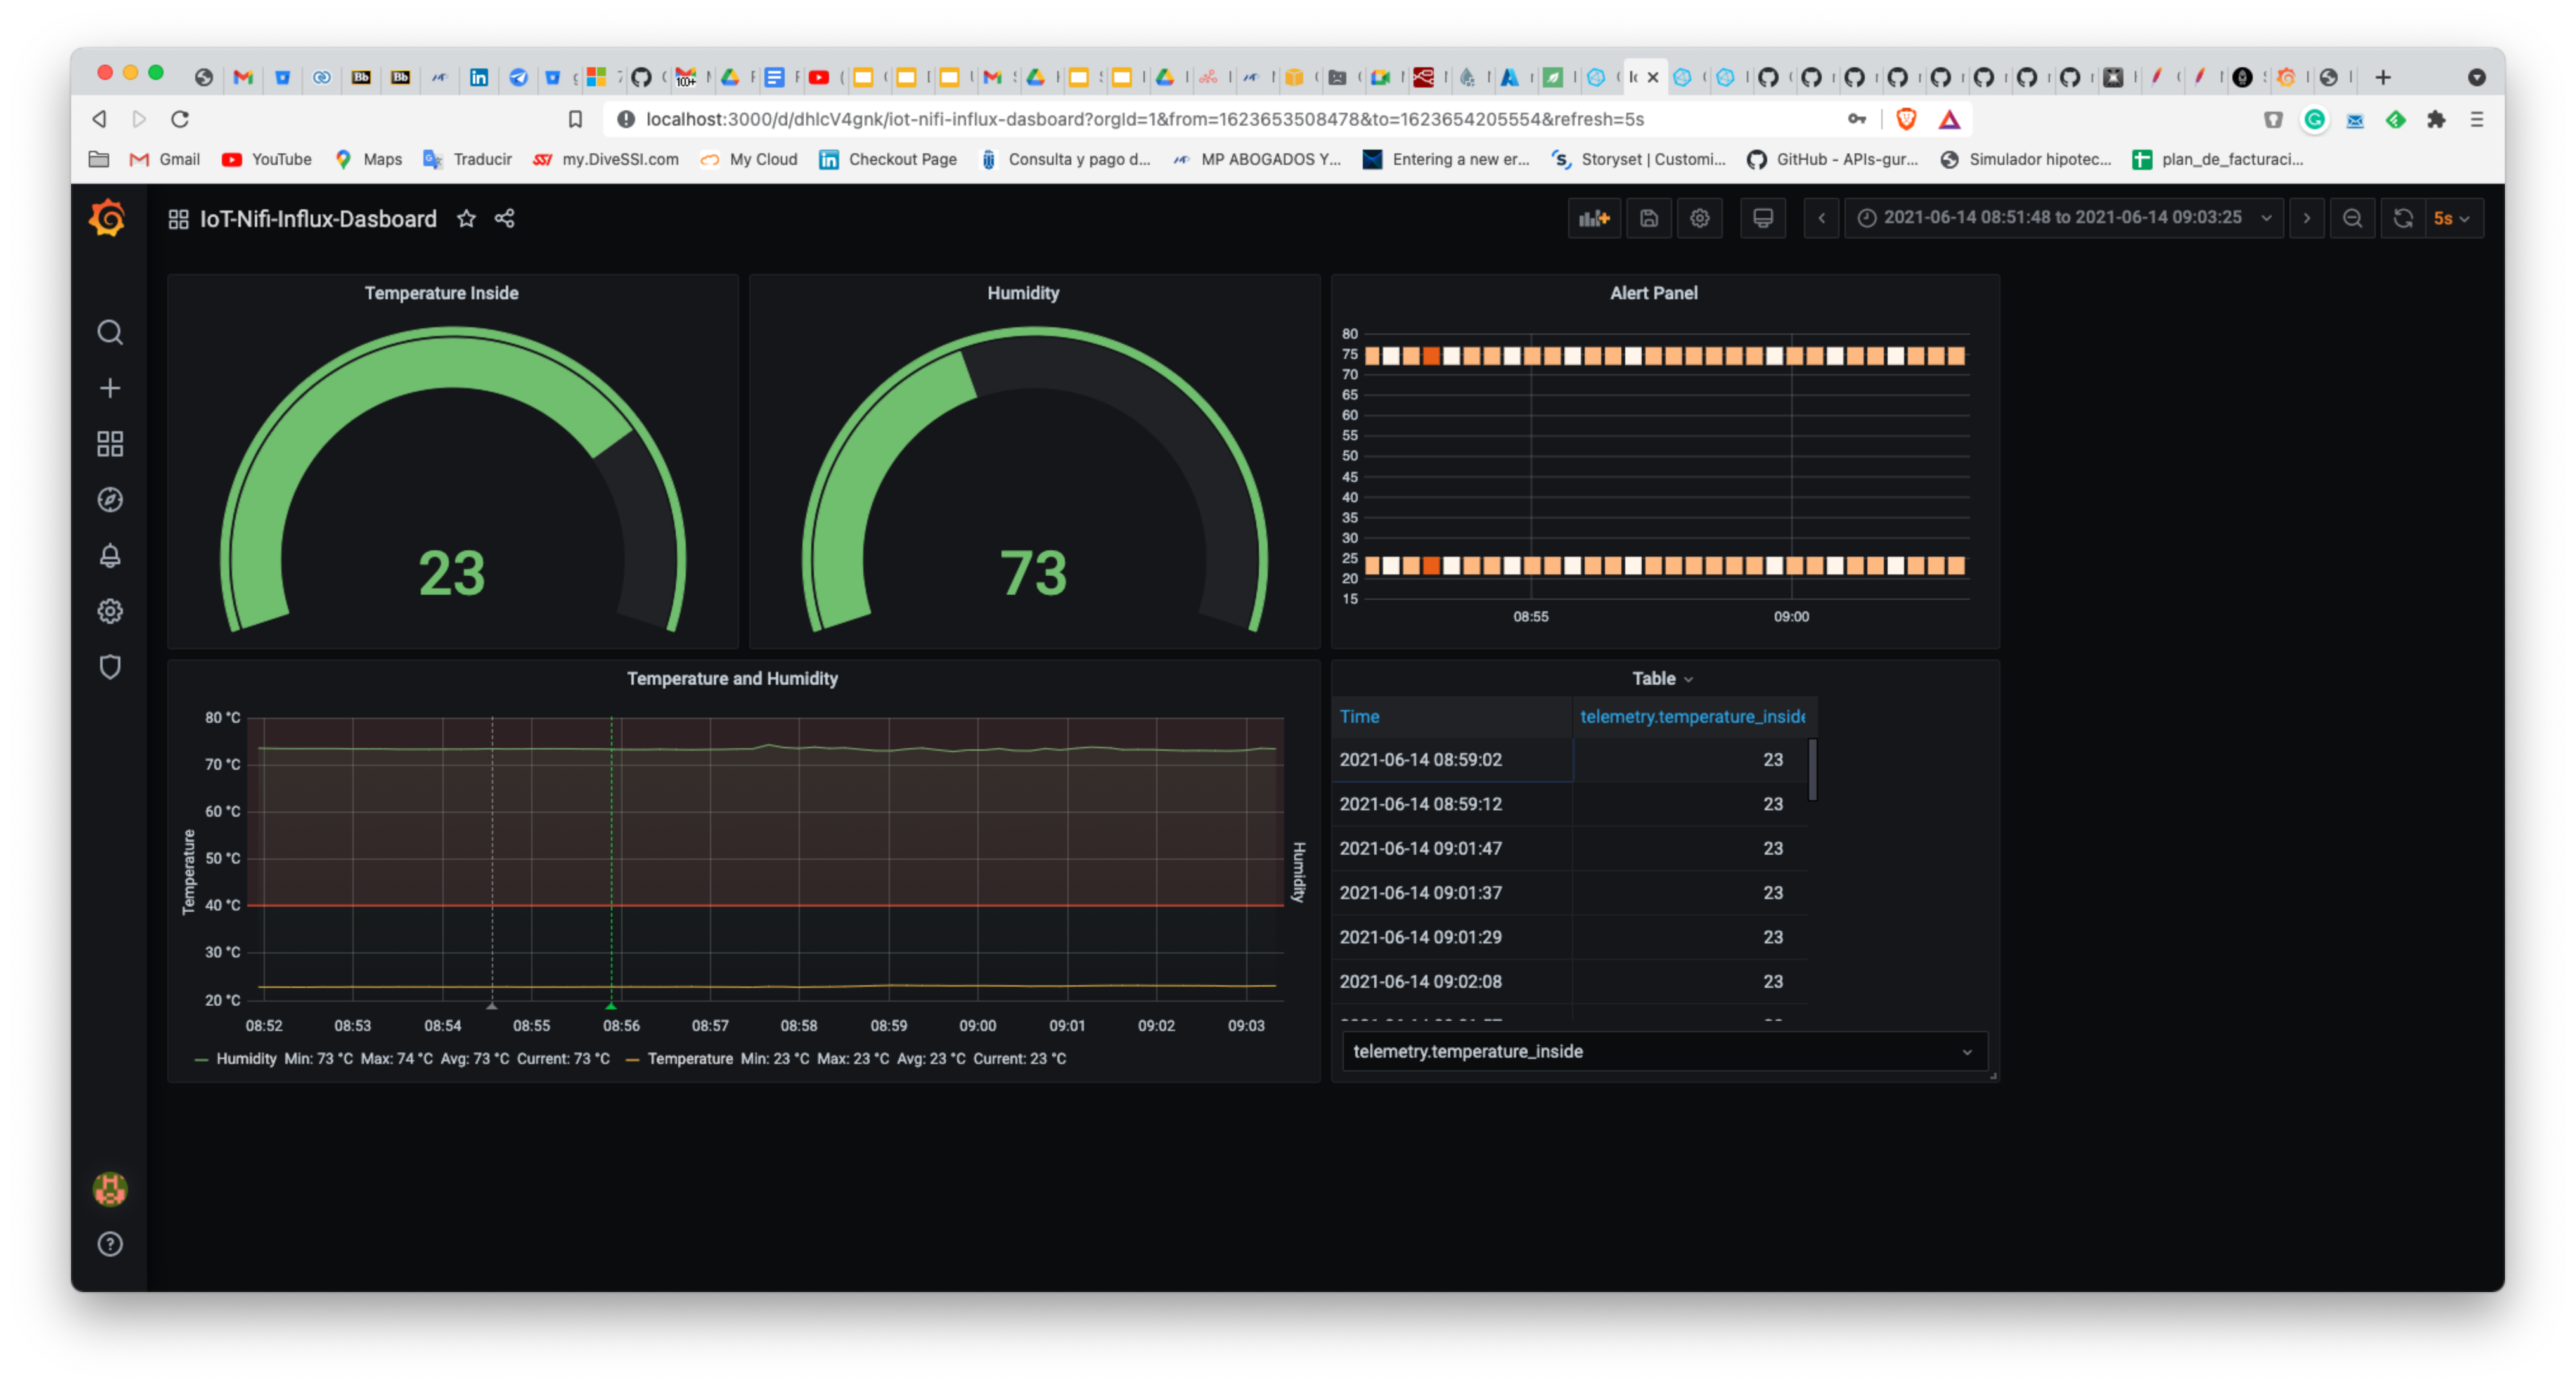 Bb
Bb
100+
localhost:3000/d/dhlcV4gnk/iot-nifi-influx-dasboard?orgId=1&from=1623653508478&to=1623654205554&refresh=5s
Gmail YouTube Maps Traducir my.DiveSSI.com My Cloud Checkout Page Consulta y pago d... MP ABOGADOS Y... Entering a new er... Storyset | Customi... GitHub - APIs-gur... Simulador hipotec... plan_de_facturaci...
IoT-Nifi-Influx-Dasboard
2021-06-14 08:51:48 to 2021-06-14 09:03:25
5s
Temperature Inside
23
Humidity
73
Alert Panel
80
75
70
65
60
55
50
45
40
35
30
25
20
15
08:55 09:00
Temperature and Humidity
Temperature
80 °C
70 °C
60 °C
50 °C
40 °C
30 °C
20 °C
Humidity
08:52 08:53 08:54 08:55 08:56 08:57 08:58 08:59 09:00 09:01 09:02 09:03
Humidity Min: 73 °C Max: 74 °C Avg: 73 °C Current: 73 °C Temperature Min: 23 °C Max: 23 °C Avg: 23 °C Current: 23 °C
Table
Time telemetry.temperature_inside
2021-06-14 08:59:02 23
2021-06-14 08:59:12 23
2021-06-14 09:01:47 23
2021-06-14 09:01:37 23
2021-06-14 09:01:29 23
2021-06-14 09:02:08 23
telemetry.temperature_inside